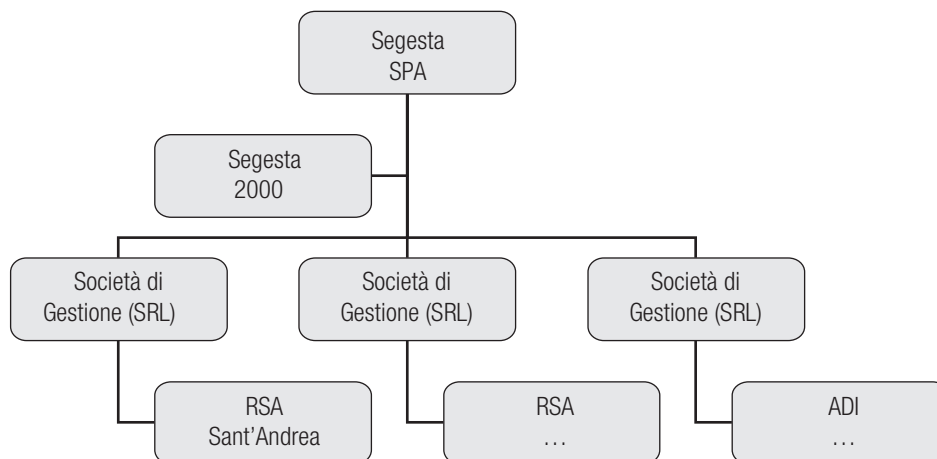 Segesta
SPA
Segesta
2000
Società di
Gestione (SRL)
Società di
Gestione (SRL)
Società di
Gestione (SRL)
RSA
Sant’Andrea
RSA
…
ADI
…